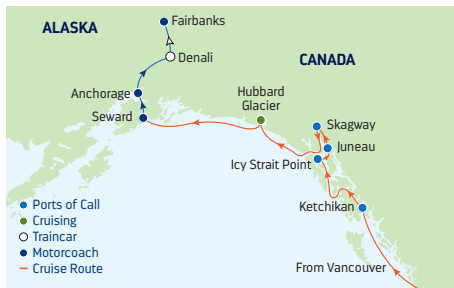 Fairbanks
ALASKA
Denali
CANADA
Anchorage
Hubbard
Glacier
Seward
Skagway
Juneau
Icy Strait Point
Ketchikan
Ports of Call
Cruising
Traincar
Motorcoach
Cruise Route
From Vancouver